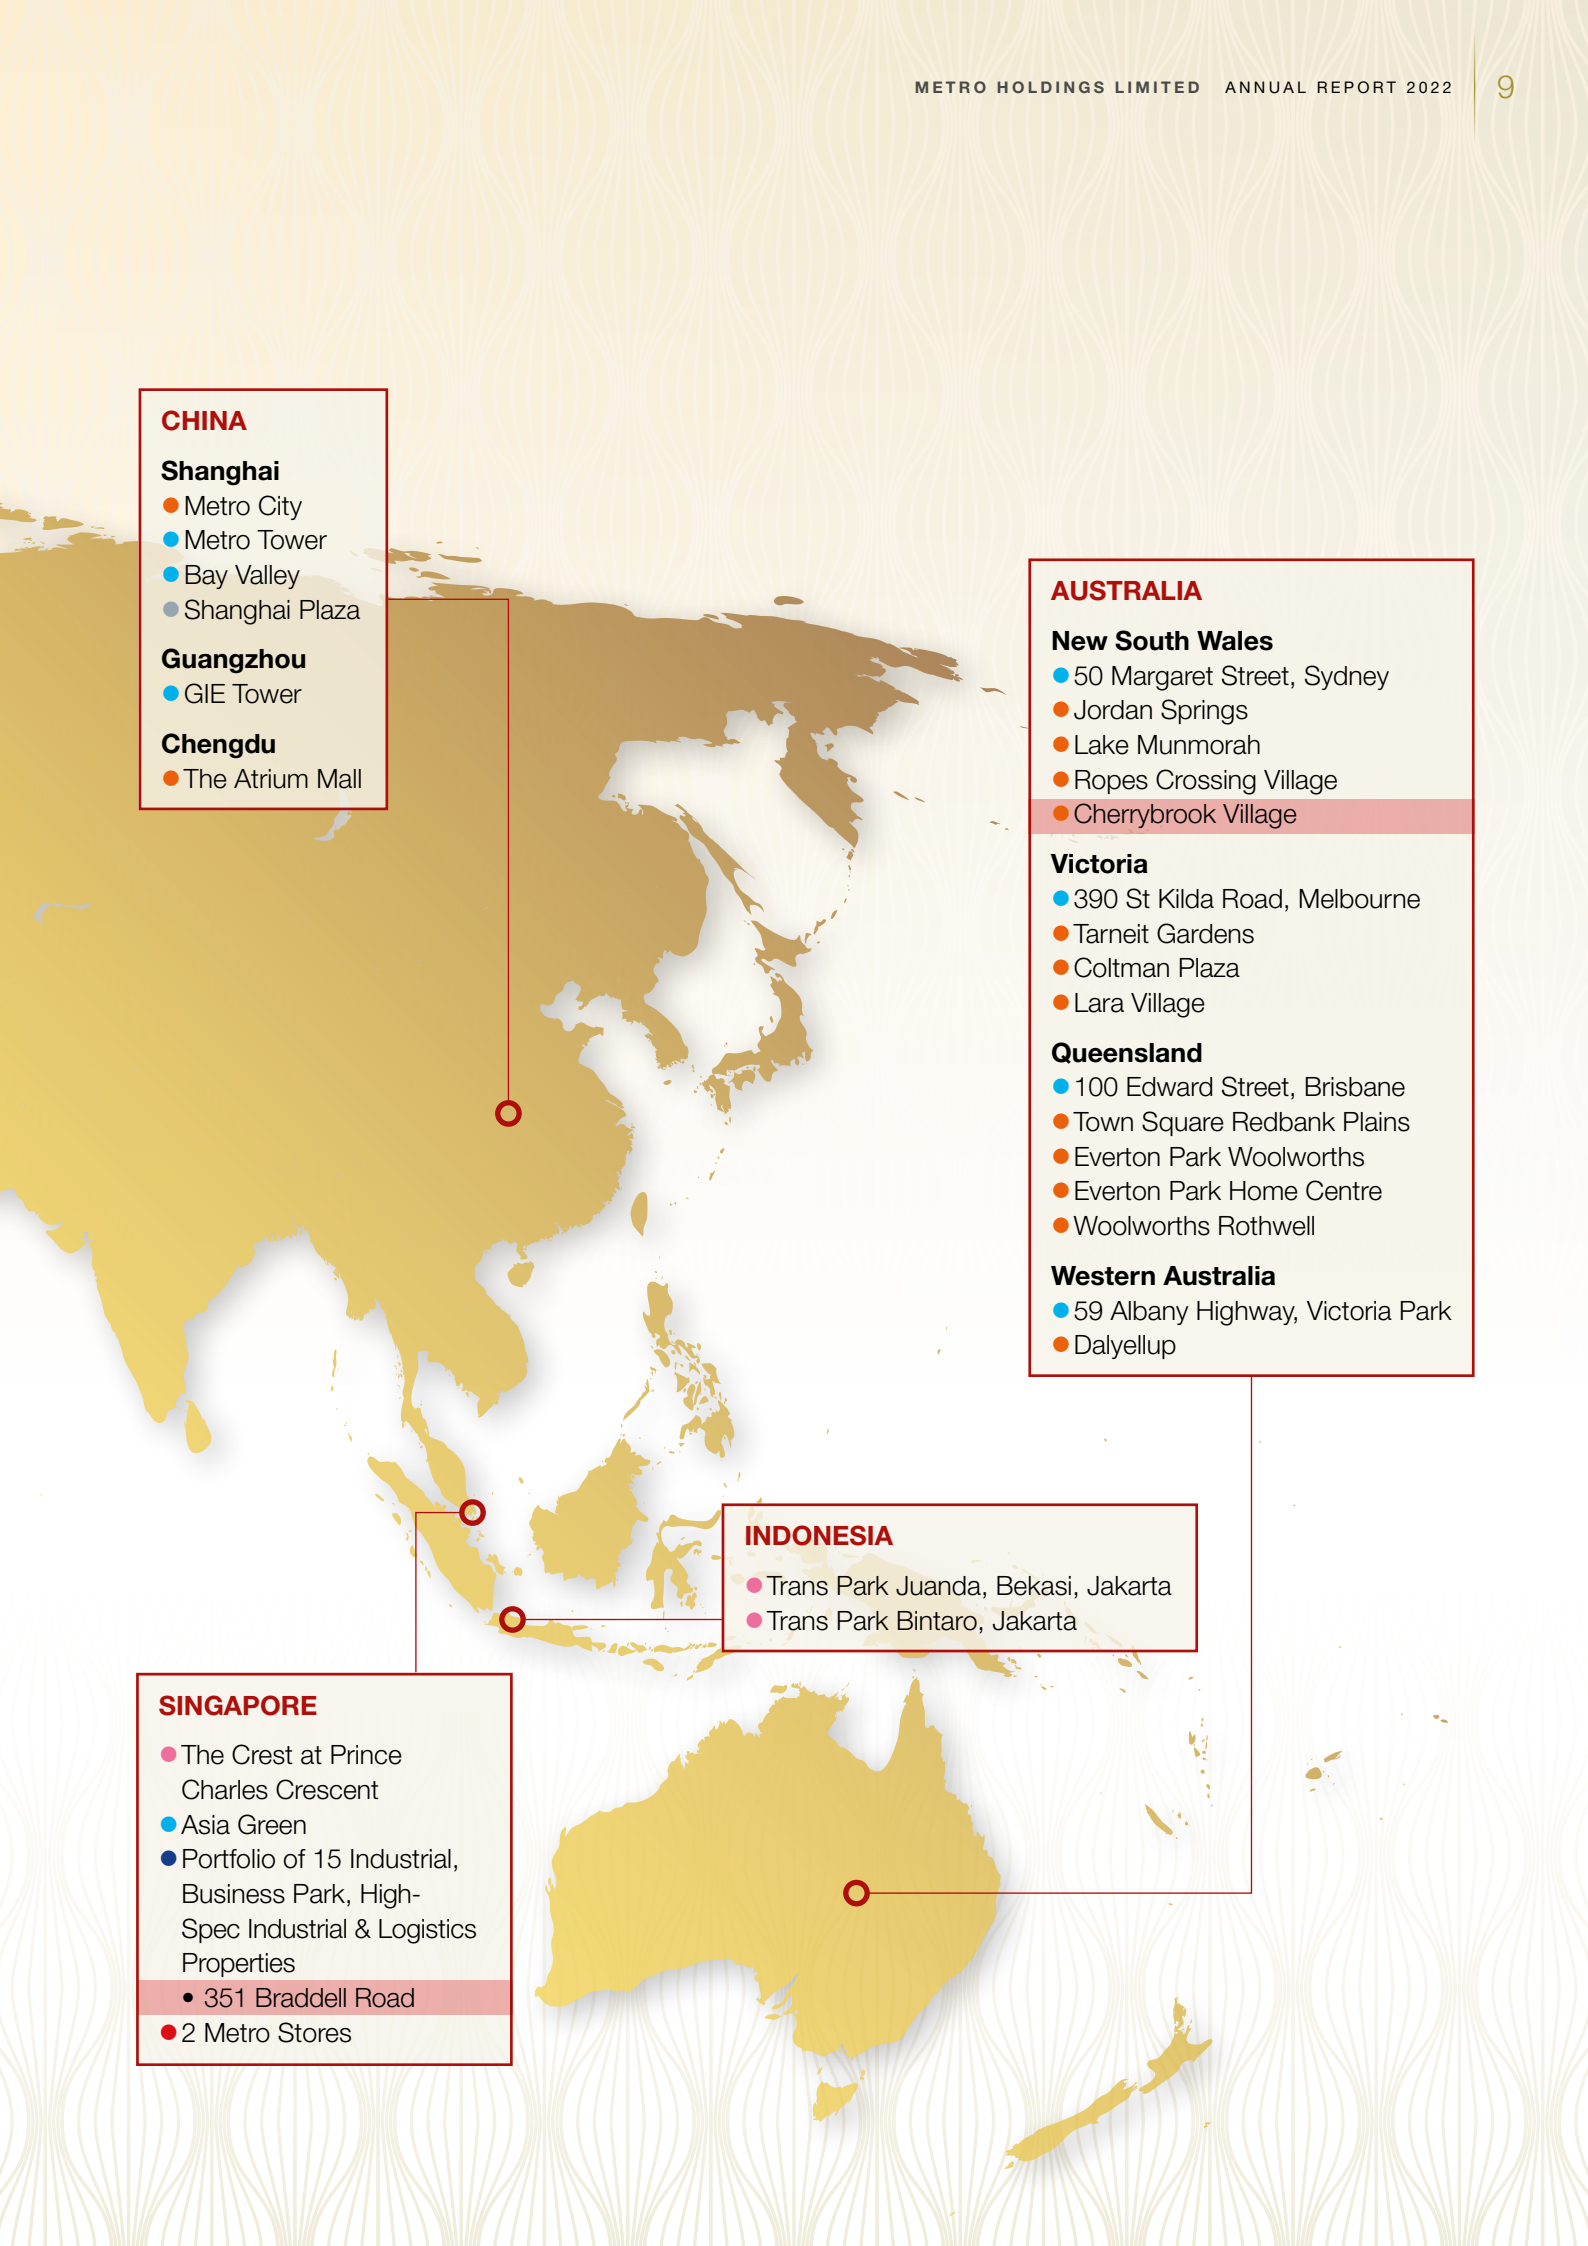 METRO HOLDINGS LIMITED ANNUAL REPORT 2022 9
CHINA
Shanghai
Metro City
Metro Tower
Bay Valley
Shanghai Plaza
Guangzhou
GIE Tower
Chengdu
The Atrium Mall
AUSTRALIA
New South Wales
50 Margaret Street, Sydney
Jordan Springs
Lake Munmorah
Ropes Crossing Village
Cherrybrook Village
Victoria
390 St Kilda Road, Melbourne
Tarneit Gardens
Coltman Plaza
Lara Village
Queensland
100 Edward Street, Brisbane
Town Square Redbank Plains
Everton Park Woolworths
Everton Park Home Centre
Woolworths Rothwell
Western Australia
59 Albany Highway, Victoria Park
Dalyellup
INDONESIA
Trans Park Juanda, Bekasi, Jakarta
Trans Park Bintaro, Jakarta
SINGAPORE
The Crest at Prince
Charles Crescent
Asia Green
Portfolio of 15 Industrial,
Business Park, High-
Spec Industrial & Logistics
Properties
• 351 Braddell Road
2 Metro Stores